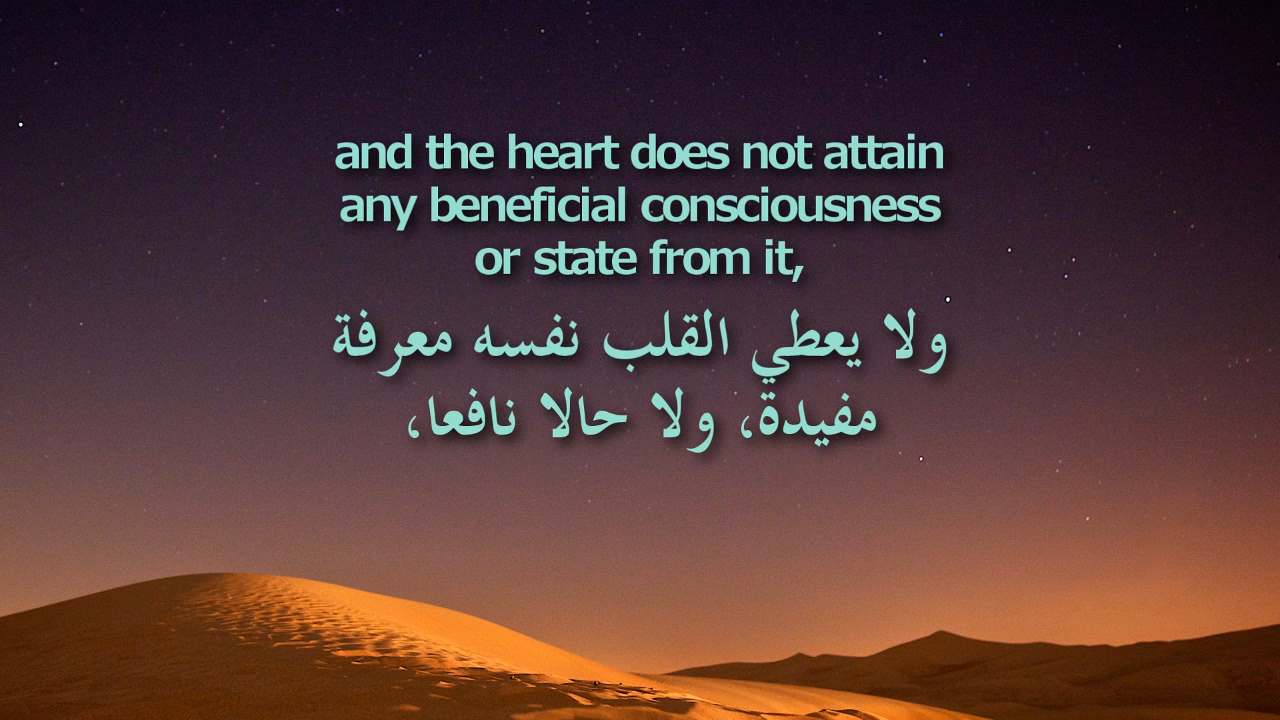 and the heart does not attain
any beneficial consciousness
or state from it,
ولا يعطي القلب نفسه معرفة
مفيدة، ولا حالا نافعا،